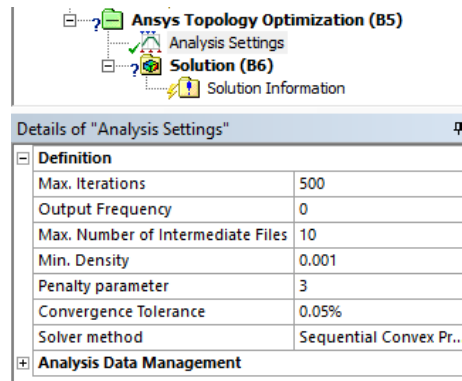 Ansys Topology Optimization (B5)
Analysis Settings
Solution (B6)
Solution Information
Details of "Analysis Settings"
Definition
Max. Iterations 500
Output Frequency 0
Max. Number of Intermediate Files 10
Min. Density 0.001
Penalty parameter 3
Convergence Tolerance 0.05%
Solver method Sequential Convex Pr..
Analysis Data Management